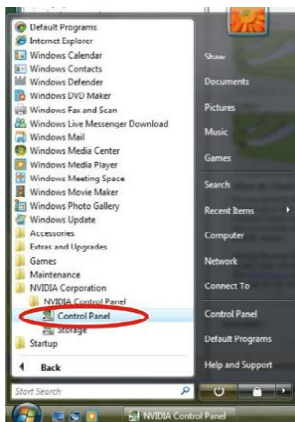 Default Programs
Internet Explorer
Windows Calendar
Windows Contacts
Windows Defender
Windows DVD Maker
Windows Fax and Scan
Windows Live Messenger Download
Windows Mail
Windows Media Center
Windows Media Player
Windows Meeting Space
Windows Movie Maker
Windows Photo Gallery
Windows Update
Accessories
Extras and Upgrades
Games
Maintenance
NVIDIA Corporation
NVIDIA Control Panel
Control Panel
Storage
Startup
Back
Start Search
Shaw
Documents
Pictures
Music
Games
Search
Recent Items
Computer
Network
Connect To
Control Panel
Default Programs
Help and Support
NVIDIA Control Panel